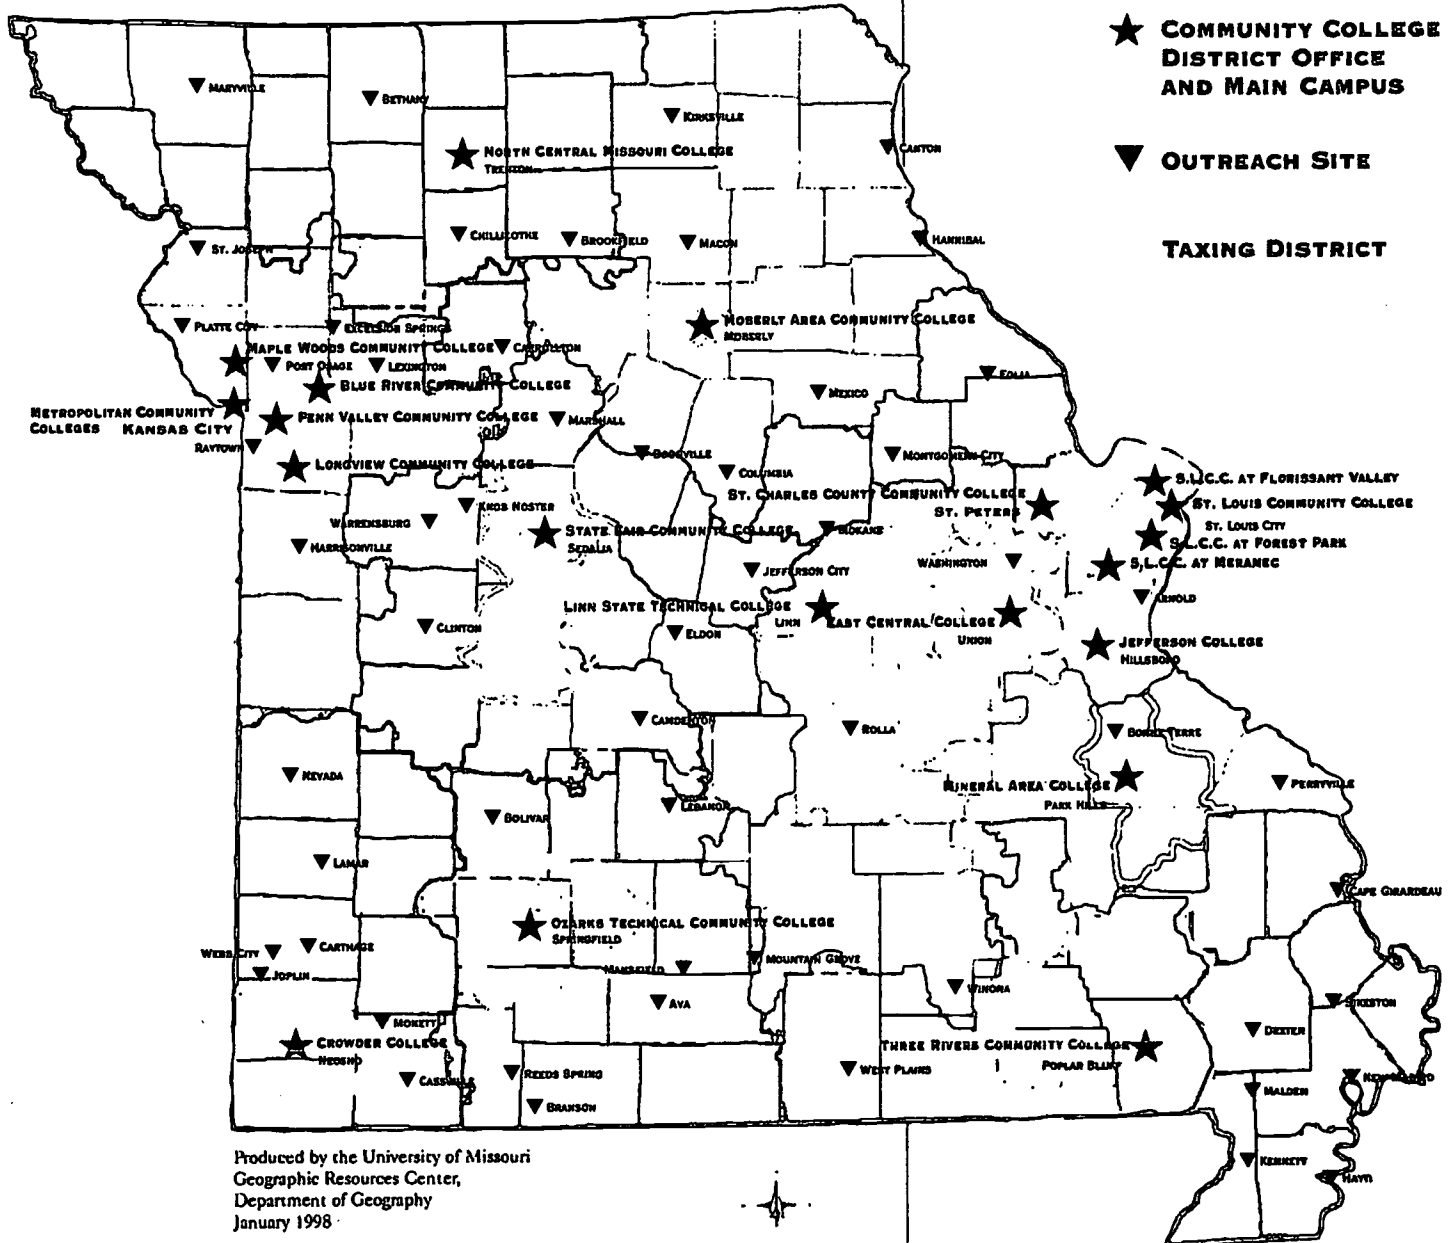 COMMUNITY COLLEGE
DISTRICT OFFICE
AND MAIN CAMPUS
OUTREACH SITE
TAXING DISTRICT
MARYVILLE
BETHANY
KIRKSVILLE
CANTON
NORTH CENTRAL MISSOURI COLLEGE
TRENTON
CHILLICOTHE
BROOKFIELD
MACON
HANNIBAL
ST. JOSEPH
PLATTE CITY
EXCELSIOR SPRINGS
MOBERLT AREA COMMUNITY COLLEGE
MOBERLY
MAPLE WOODS COMMUNITY COLLEGE
CARROLLTON
PORT OSAGE
LEXINGTON
EOLIA
BLUE RIVER COMMUNITY COLLEGE
MEXICO
METROPOLITAN COMMUNITY
COLLEGES KANSAS CITY
PENN VALLEY COMMUNITY COLLEGE
MARSHALL
RAYTOWN
BOONVILLE
MONTGOMERY CITY
LONGVIEW COMMUNITY COLLEGE
COLUMBIA
S.L.C.C. AT FLORISSANT VALLEY
ST. CHARLES COUNTY COMMUNITY COLLEGE
ST. PETERS
ST. LOUIS COMMUNITY COLLEGE
ST. LOUIS CITY
KNOB NOSTER
WARRENSBURG
STATE FAIR COMMUNITY COLLEGE
SEDALIA
MOKANE
S.L.C.C. AT FOREST PARK
HARRISONVILLE
JEFFERSON CITY
WASHINGTON
S.L.C.C. AT MERAMEC
ARNOLD
LINN STATE TECHNICAL COLLEGE
LINN
EAST CENTRAL COLLEGE
UNION
CLINTON
ELDON
JEFFERSON COLLEGE
HILLSBORO
CAMDENTON
ROLLA
BONNE TERRE
NEVADA
MINERAL AREA COLLEGE
PARK HILLS
PERRYVILLE
BOLIVAR
LEBANON
LAMAR
CAPE GIRARDEAU
OZARKS TECHNICAL COMMUNITY COLLEGE
SPRINGFIELD
WEBB CITY
CARTHAGE
JOPLIN
MANSFIELD
MOUNTAIN GROVE
WINONA
AVA
SIKESTON
MONETT
DEXTER
CROWDER COLLEGE
NEOSHO
THREE RIVERS COMMUNITY COLLEGE
POPLAR BLUFF
CASSVILLE
REEDS SPRING
WEST PLAINS
MALDEN
BRANSON
KENNETT
HAYTI
Produced by the University of Missouri
Geographic Resources Center,
Department of Geography
January 1998